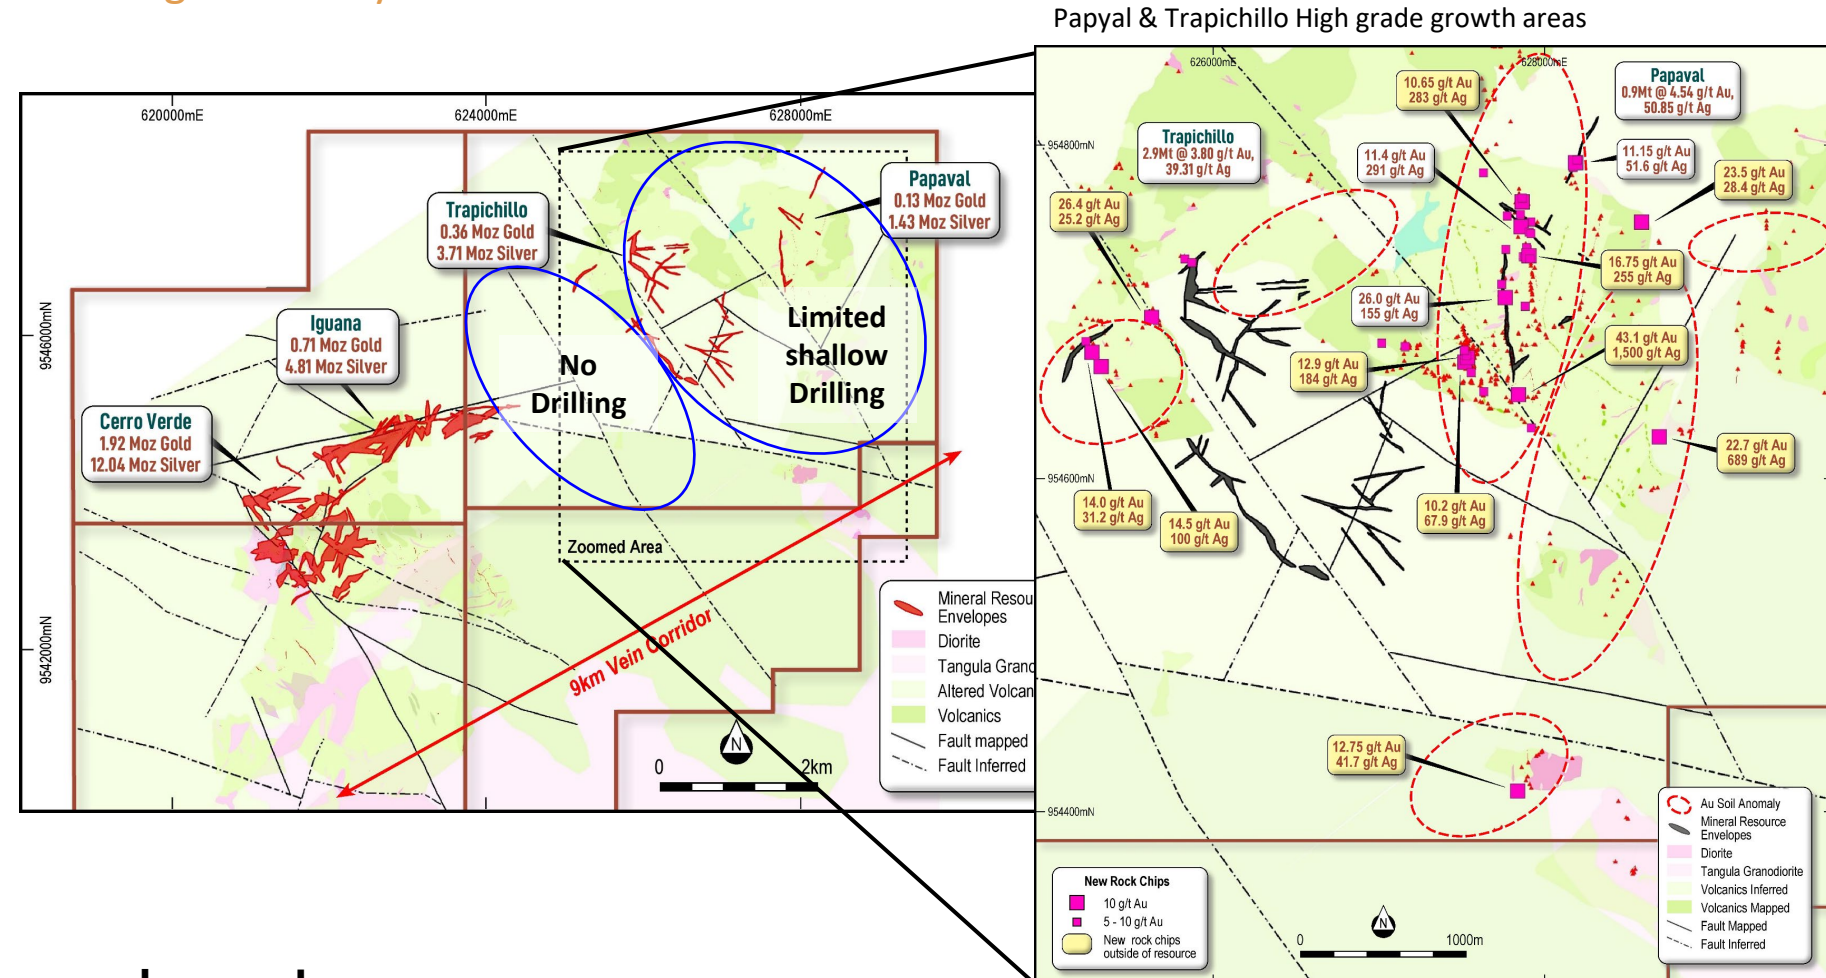 Papyal & Trapichillo High grade growth areas
620000mE
624000mE
628000mE
9546000mN
9542000mN
Trapichillo
0.36 Moz Gold
3.71 Moz Silver
Papaval
0.13 Moz Gold
1.43 Moz Silver
Iguana
0.71 Moz Gold
4.81 Moz Silver
Cerro Verde
1.92 Moz Gold
12.04 Moz Silver
No
Drilling
Limited
shallow
Drilling
Zoomed Area
9km Vein Corridor
N
0
2km
Mineral Resou
Envelopes
Diorite
Tangula Grano
Altered Volcan
Volcanics
Fault mapped
Fault Inferred
626000mE
628000mE
954800mN
954600mN
954400mN
Trapichillo
2.9Mt @ 3.80 g/t Au,
39.31 g/t Ag
Papaval
0.9Mt @ 4.54 g/t Au,
50.85 g/t Ag
10.65 g/t Au
283 g/t Ag
11.4 g/t Au
291 g/t Ag
11.15 g/t Au
51.6 g/t Ag
23.5 g/t Au
28.4 g/t Ag
26.4 g/t Au
25.2 g/t Ag
16.75 g/t Au
255 g/t Ag
26.0 g/t Au
155 g/t Ag
43.1 g/t Au
1,500 g/t Ag
12.9 g/t Au
184 g/t Ag
22.7 g/t Au
689 g/t Ag
14.0 g/t Au
31.2 g/t Ag
14.5 g/t Au
100 g/t Ag
10.2 g/t Au
67.9 g/t Ag
12.75 g/t Au
41.7 g/t Ag
New Rock Chips
10 g/t Au
5 - 10 g/t Au
New rock chips
outside of resource
N
0
1000m
Au Soil Anomaly
Mineral Resource
Envelopes
Diorite
Tangula Granodiorite
Volcanics Inferred
Volcanics Mapped
Fault Mapped
Fault Inferred